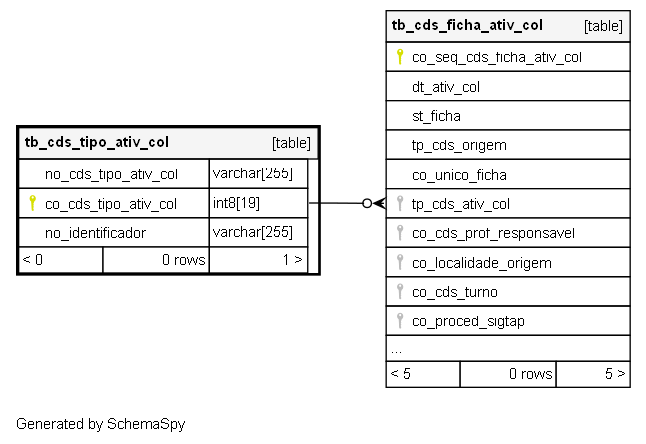 tb_cds_ficha_ativ_col [table]
co_seq_cds_ficha_ativ_col
dt_ativ_col
st_ficha
tp_cds_origem
co_unico_ficha
tp_cds_ativ_col
co_cds_prof_responsavel
co_localidade_origem
co_cds_turno
co_proced_sigtap
...
< 5 0 rows 5 >
tb_cds_tipo_ativ_col [table]
no_cds_tipo_ativ_col varchar[255]
co_cds_tipo_ativ_col int8[19]
no_identificador varchar[255]
< 0 0 rows 1 >
Generated by SchemaSpy